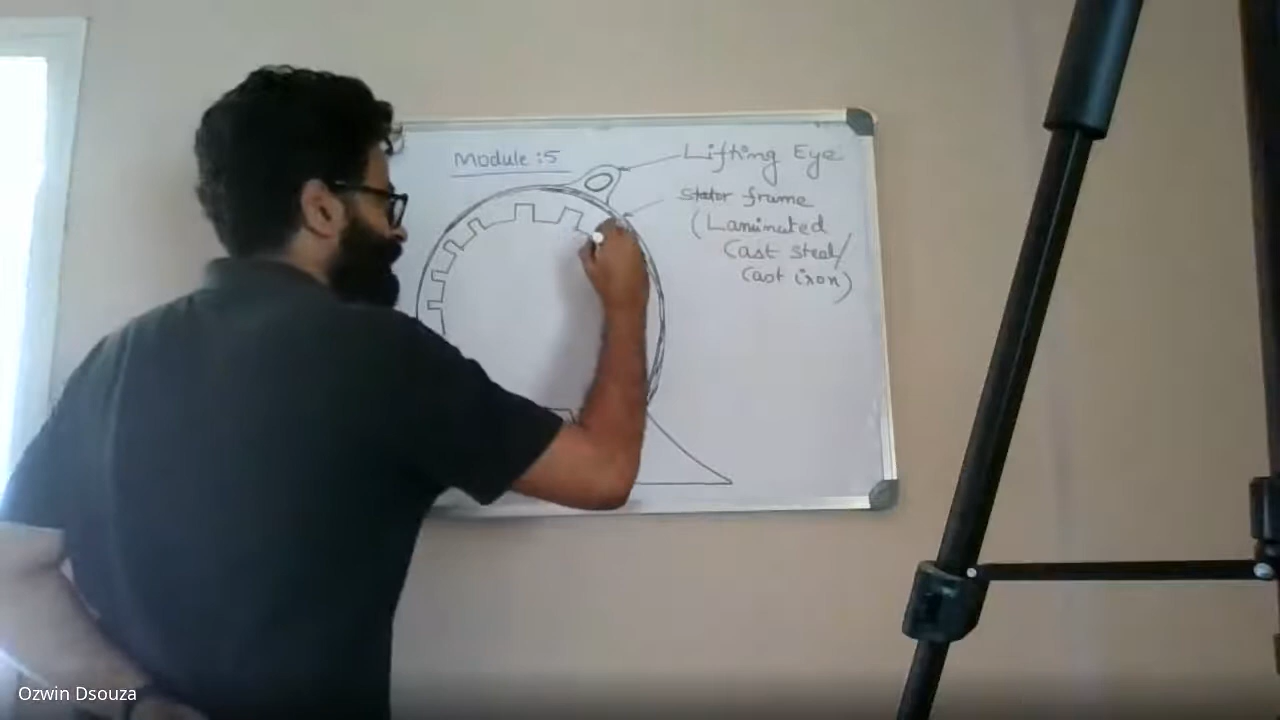 Module :5
Lifting Eye
Stator frame
(Laminated
Cast steel/
Cast iron)
Ozwin Dsouza